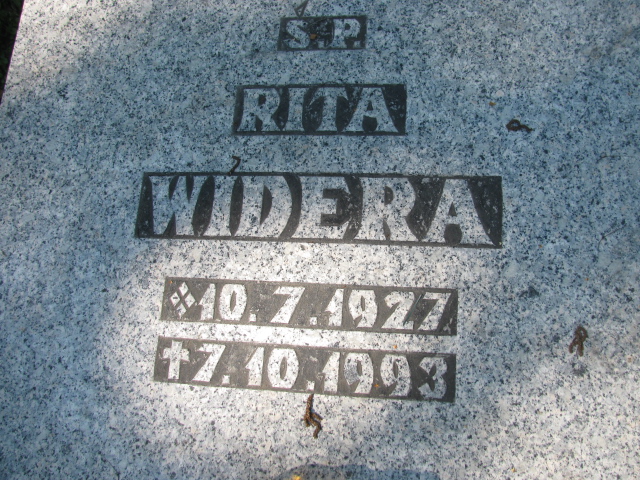 Ś.P.
RITA
WIDERA
10.7.1927.
✝7.10.1993